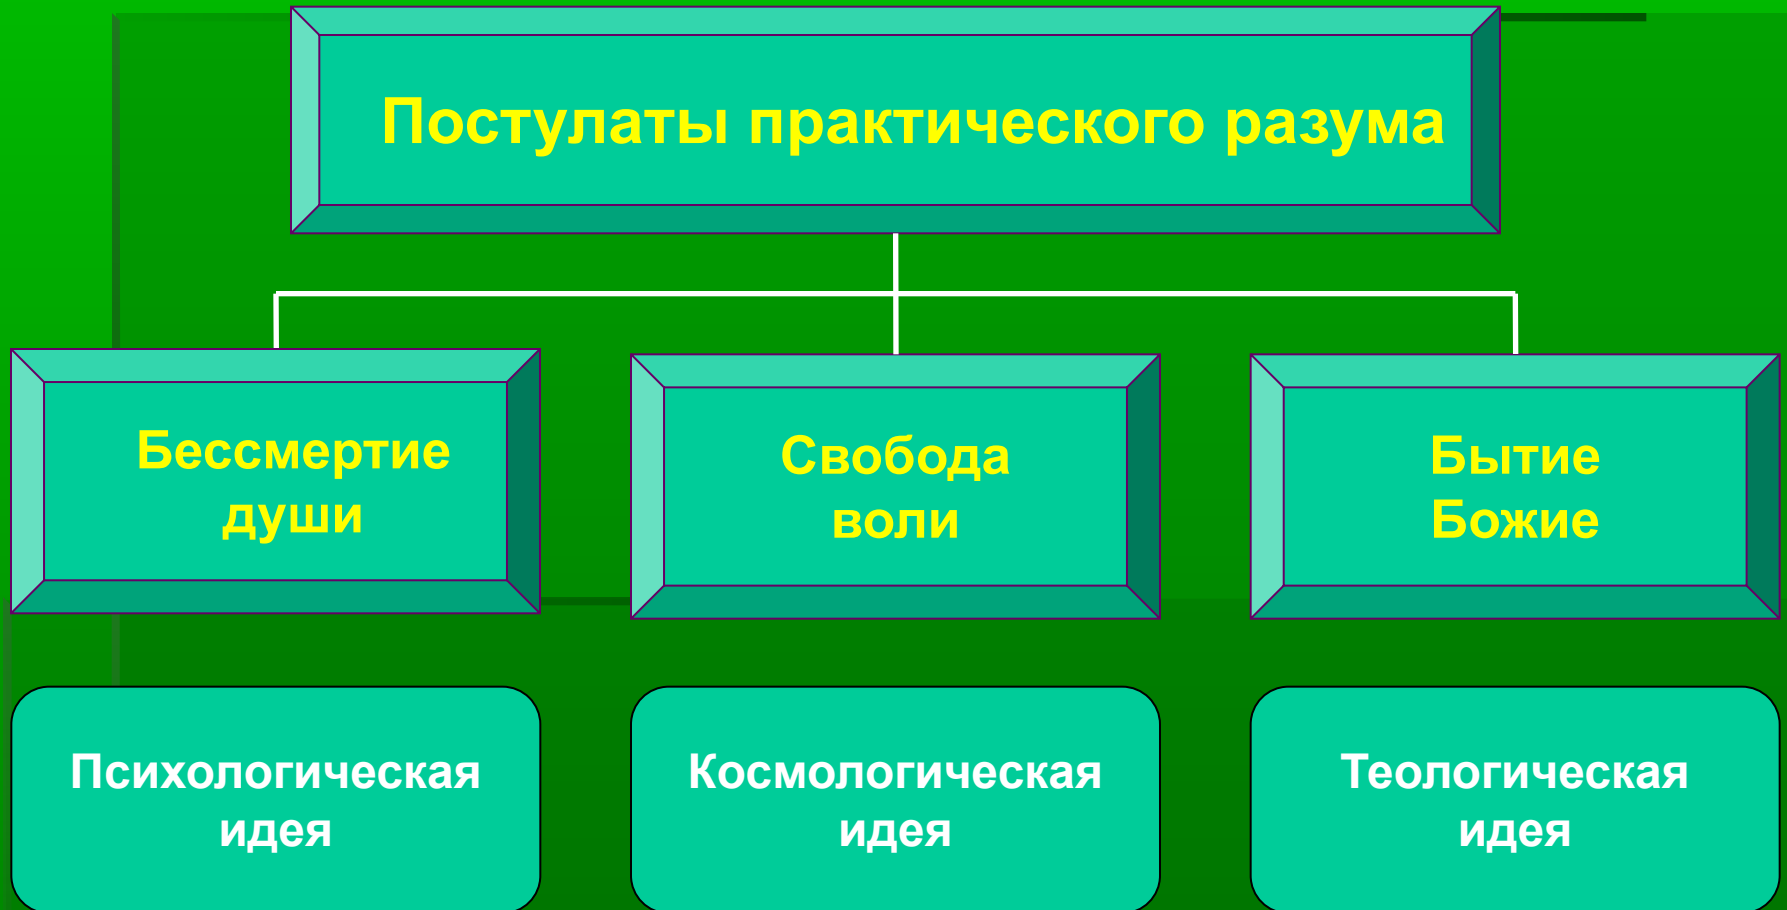 Постулаты практического разума
Бессмертие
души
Свобода
воли
Бытие
Божие
Психологическая
идея
Космологическая
идея
Теологическая
идея